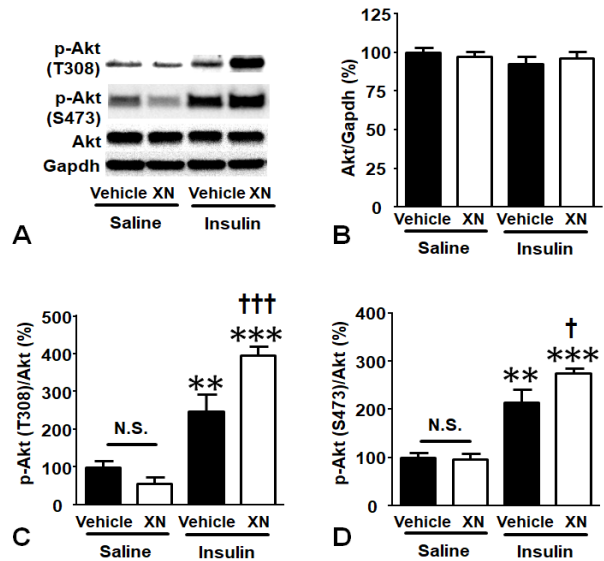 p-Akt
(T308)
p-Akt
(S473)
Akt
Gapdh
Vehicle XN Vehicle XN
Saline Insulin
A
Akt/Gapdh (%)
125
100
75
50
25
0
Vehicle XN Vehicle XN
Saline Insulin
B
p-Akt (T308)/Akt (%)
500
400
300
200
100
0
N.S.
**
†††
***
Vehicle XN Vehicle XN
Saline Insulin
C
p-Akt (S473)/Akt (%)
400
300
200
100
0
N.S.
**
†
***
Vehicle XN Vehicle XN
Saline Insulin
D